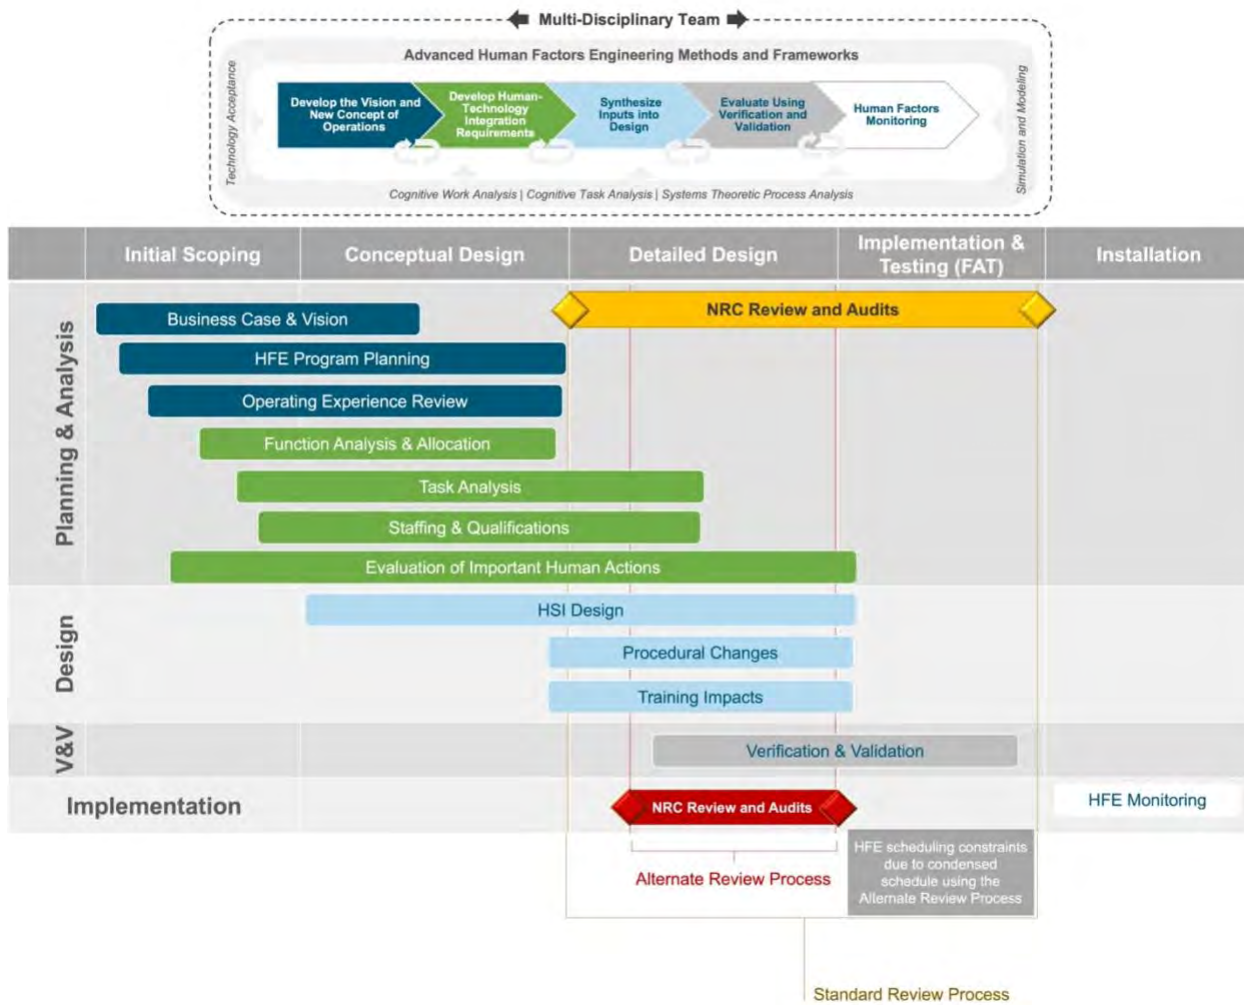 Multi-Disciplinary Team
Advanced Human Factors Engineering Methods and Frameworks
Technology Acceptance
Develop the Vision and
New Concept of
Operations
Develop Human-
Technology
Integration
Requirements
Synthesize
Inputs into
Design
Evaluate Using
Verification and
Validation
Human Factors
Monitoring
Simulation and Modeling
Cognitive Work Analysis | Cognitive Task Analysis | Systems Theoretic Process Analysis
Initial Scoping
Conceptual Design
Detailed Design
Implementation &
Testing (FAT)
Installation
Planning & Analysis
Business Case & Vision
NRC Review and Audits
HFE Program Planning
Operating Experience Review
Function Analysis & Allocation
Task Analysis
Staffing & Qualifications
Evaluation of Important Human Actions
Design
HSI Design
Procedural Changes
Training Impacts
V&V
Verification & Validation
Implementation
NRC Review and Audits
HFE Monitoring
Alternate Review Process
HFE scheduling constraints
due to condensed
schedule using the
Alternate Review Process
Standard Review Process